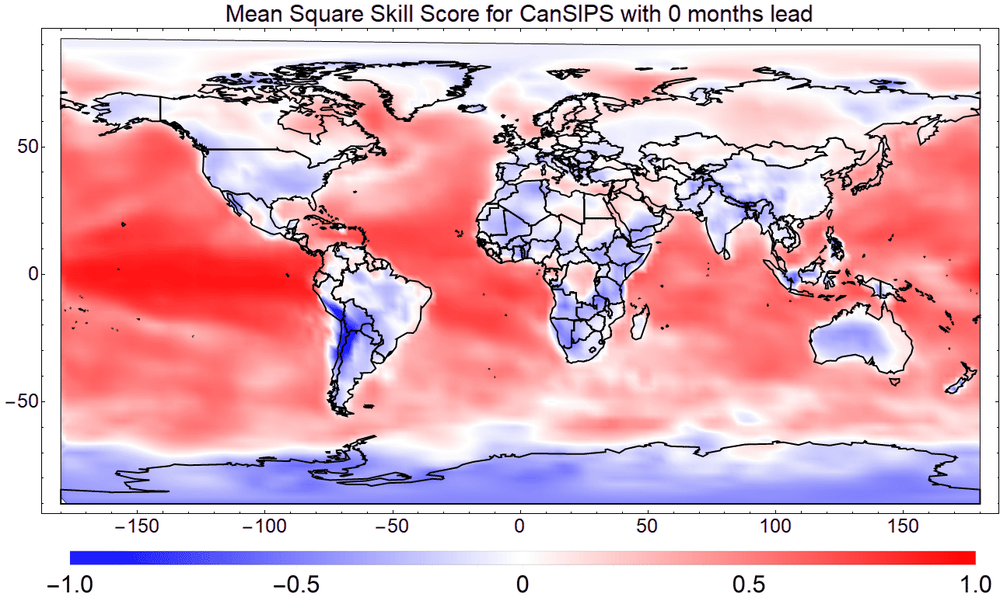 Mean Square Skill Score for CanSIPS with 0 months lead
50
0
−50
−150 −100 −50 0 50 100 150
−1.0 −0.5 0 0.5 1.0